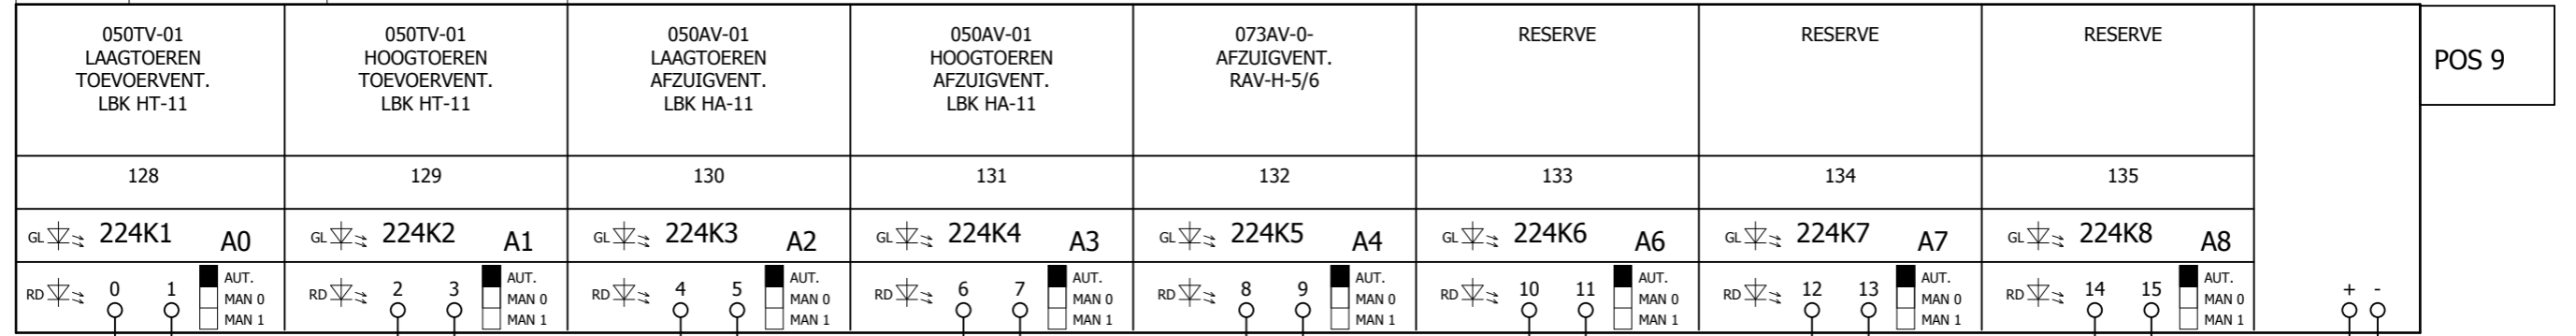 050TV-01
LAAGTOEREN
TOEVOERVENT.
LBK HT-11
050TV-01
HOOGTOEREN
TOEVOERVENT.
LBK HT-11
050AV-01
LAAGTOEREN
AFZUIGVENT.
LBK HA-11
050AV-01
HOOGTOEREN
AFZUIGVENT.
LBK HA-11
073AV-0-
AFZUIGVENT.
RAV-H-5/6
RESERVE
RESERVE
RESERVE
POS 9
128 129 130 131 132 133 134 135
GL 224K1 A0 GL 224K2 A1 GL 224K3 A2 GL 224K4 A3 GL 224K5 A4 GL 224K6 A6 GL 224K7 A7 GL 224K8 A8
RD 0 1
AUT.
MAN 0
MAN 1
RD 2 3
AUT.
MAN 0
MAN 1
RD 4 5
AUT.
MAN 0
MAN 1
RD 6 7
AUT.
MAN 0
MAN 1
RD 8 9
AUT.
MAN 0
MAN 1
RD 10 11
AUT.
MAN 0
MAN 1
RD 12 13
AUT.
MAN 0
MAN 1
RD 14 15
AUT.
MAN 0
MAN 1
+ -